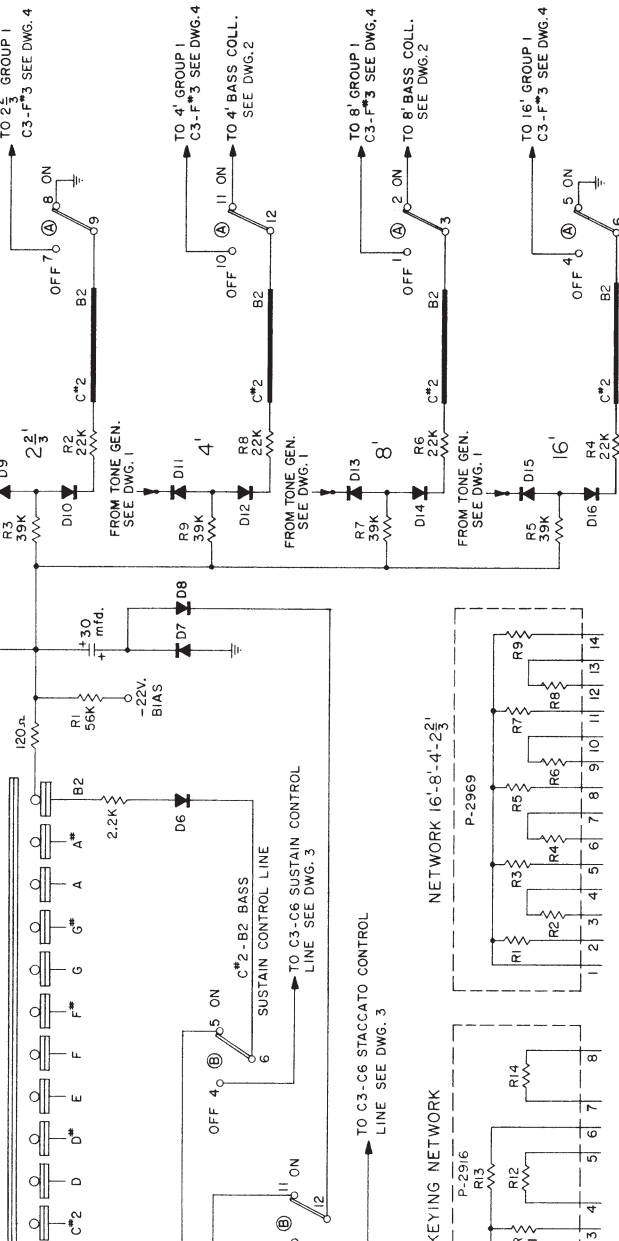 TO 2 2/3' GROUP 1
C3-F#3 SEE DWG. 4
8 ON
A
OFF 7
9
B2
C#2
R2
22K
D9
2 2/3'
R3
39K
D10
TO 4' GROUP 1
C3-F#3 SEE DWG. 4
TO 4' BASS COLL.
SEE DWG. 2
11 ON
A
OFF 10
12
B2
C#2
R8
22K
4'
FROM TONE GEN.
SEE DWG. 1
D11
R9
39K
D12
TO 8' GROUP 1
C3-F#3 SEE DWG. 4
TO 8' BASS COLL.
SEE DWG. 2
2 ON
A
OFF 1
3
B2
C#2
R6
22K
8'
FROM TONE GEN.
SEE DWG. 1
D13
R7
39K
D14
TO 16' GROUP 1
C3-F#3 SEE DWG. 4
5 ON
A
OFF 4
6
B2
C#2
R4
22K
16'
FROM TONE GEN.
SEE DWG. 1
D15
R5
39K
D16
120Ω
R1
56K
-22V.
BIAS
+30
mfd.
+
D7
D8
B2
A#
A
G#
G
F#
F
E
D#
D
C#2
2.2K
D6
C#2-B2 BASS
SUSTAIN CONTROL LINE
5 ON
B
OFF 4
6
TO C3-C6 SUSTAIN CONTROL
LINE SEE DWG. 3
11 ON
B
12
TO C3-C6 STACCATO CONTROL
LINE SEE DWG. 3
NETWORK 16'-8'-4'-2 2/3'
P-2969
R1
R2
R3
R4
R5
R6
R7
R8
R9
1 2 3 4 5 6 7 8 9 10 11 12 13 14
KEYING NETWORK
P-2916
R13
R12
R14
3 4 5 6 7 8